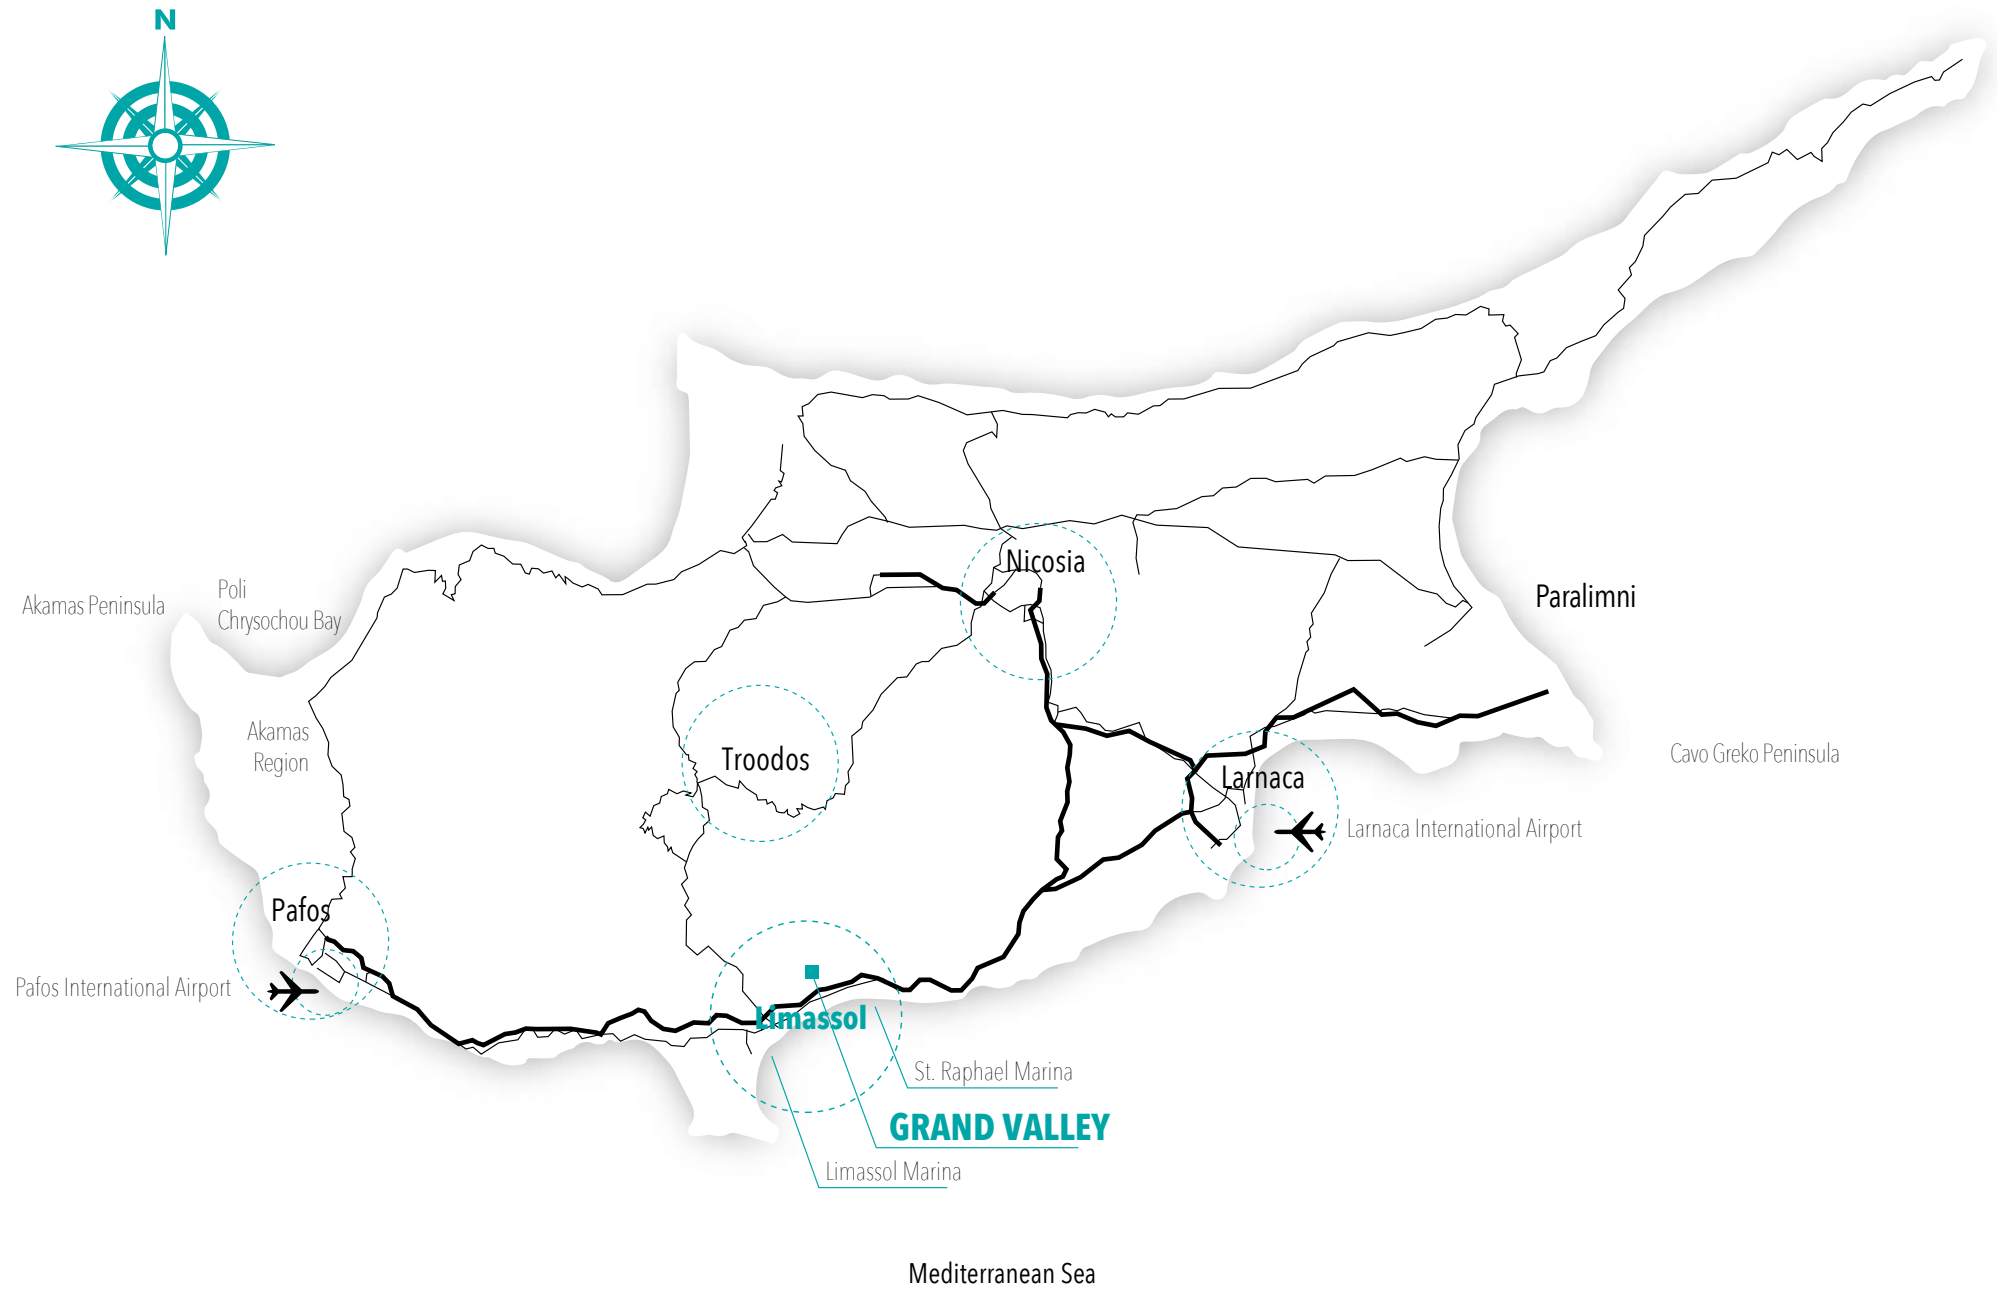 N
Nicosia
Poli
Chrysochou Bay
Akamas Peninsula
Paralimni
Akamas
Region
Troodos
Cavo Greko Peninsula
Larnaca
Larnaca International Airport
Pafos
Pafos International Airport
Limassol
St. Raphael Marina
GRAND VALLEY
Limassol Marina
Mediterranean Sea